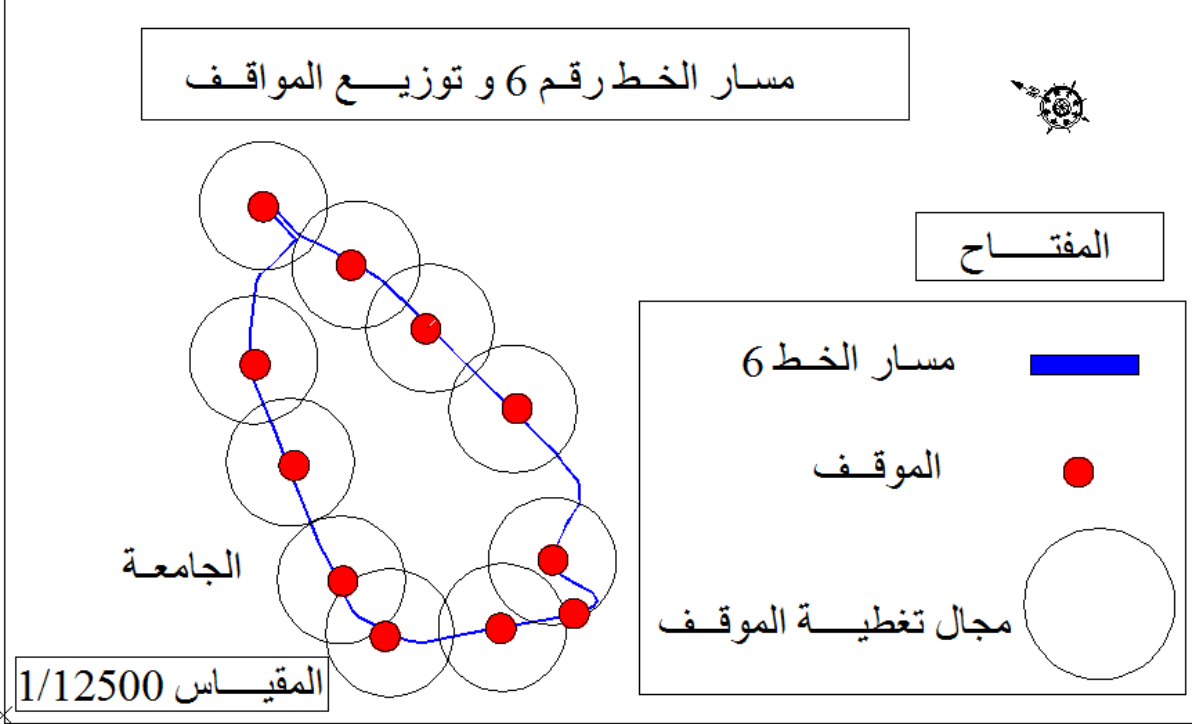 مسار الخط رقم 6 و توزيع المواقف
المفتاح
مسار الخط 6
الموقف
مجال تغطية الموقف
الجامعة
المقياس 1/12500